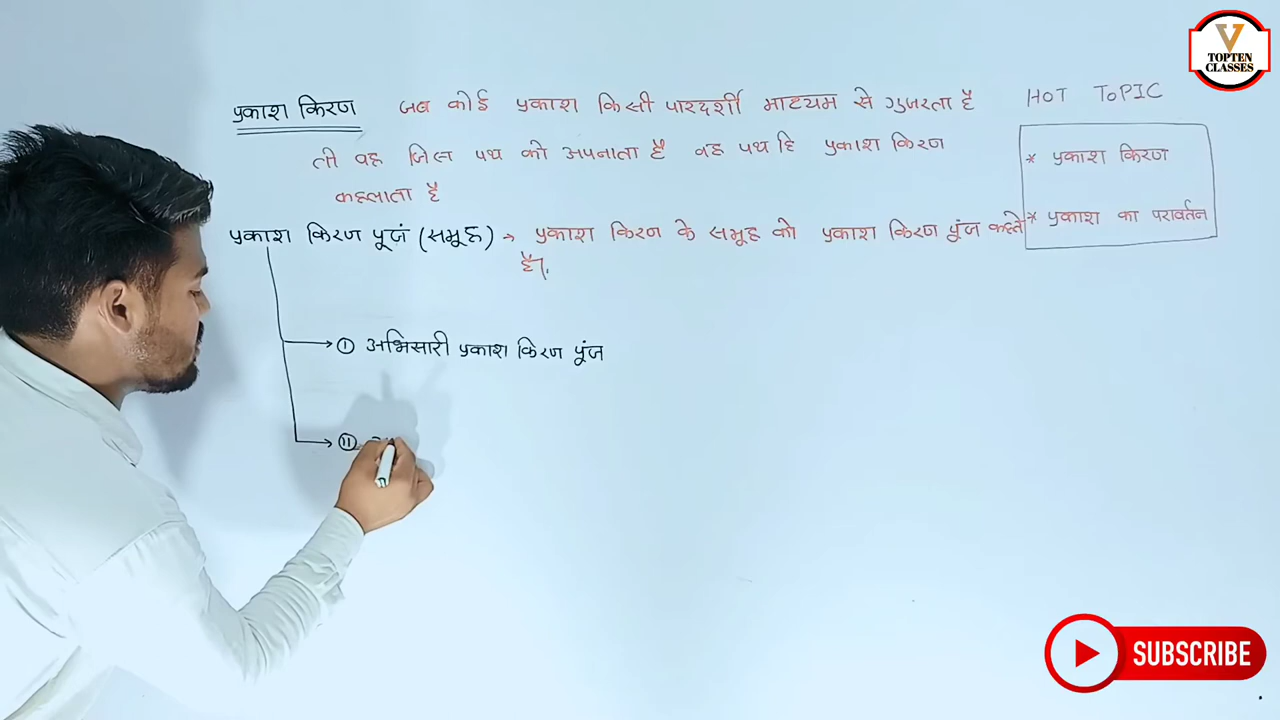 प्रकाश किरण जब कोई प्रकाश किसी पारदर्शी माध्यम से गुजरता है
तो वह जिस पथ को अपनाता है वह पथ हि प्रकाश किरण
कहलाता है
प्रकाश किरण पूजं (समूह) → प्रकाश किरण के समूह को प्रकाश किरण पूंज कहते
है।
① अभिसारी प्रकाश किरण पूंज
⑪
HOT TOPIC
* प्रकाश किरण
* प्रकाश का परावर्तन
V
TOPTEN
CLASSES
SUBSCRIBE